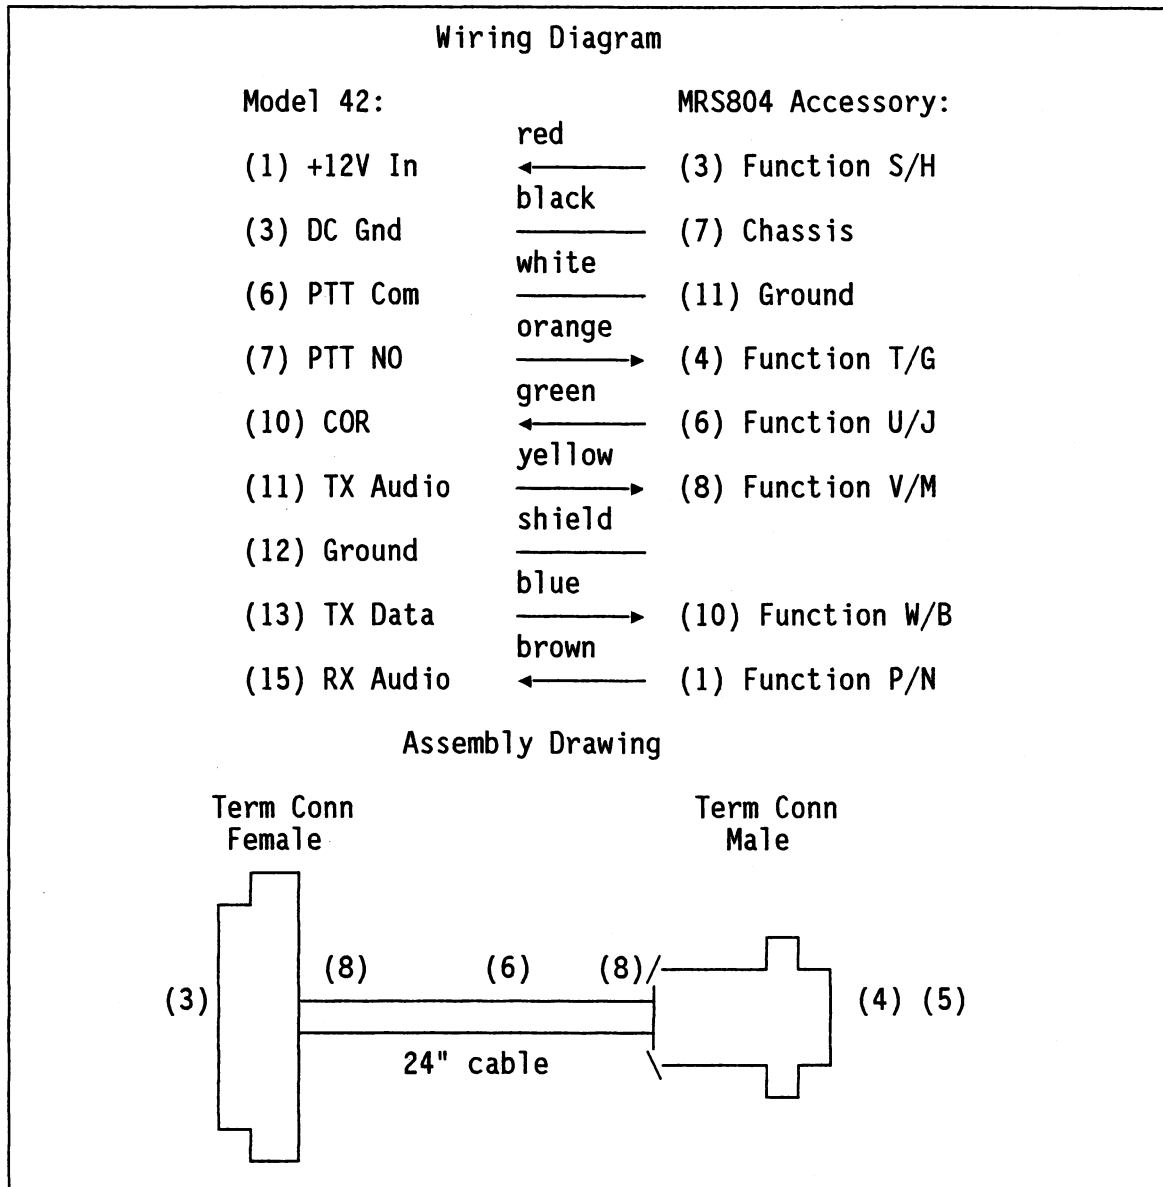 Wiring Diagram
Model 42: MRS804 Accessory:
red
(1) +12V In (3) Function S/H
black
(3) DC Gnd (7) Chassis
white
(6) PTT Com (11) Ground
orange
(7) PTT NO (4) Function T/G
green
(10) COR (6) Function U/J
yellow
(11) TX Audio (8) Function V/M
shield
(12) Ground
blue
(13) TX Data (10) Function W/B
brown
(15) RX Audio (1) Function P/N
Assembly Drawing
Term Conn Term Conn
Female Male
(8) (6) (8)
(3) (4) (5)
24" cable